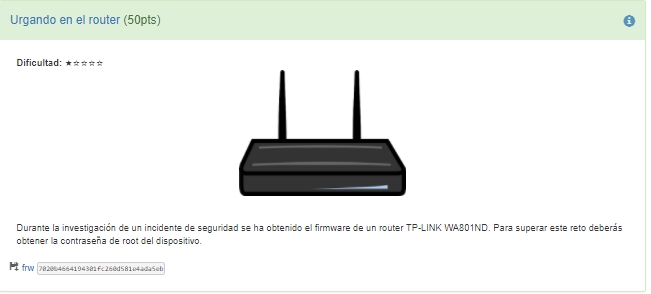 Urgando en el router (50pts)
Dificultad: ★☆☆☆☆
Durante la investigación de un incidente de seguridad se ha obtenido el firmware de un router TP-LINK WA801ND. Para superar este reto deberás
obtener la contraseña de root del dispositivo.
frw 7020b4664194301fc260d581e4ada5eb